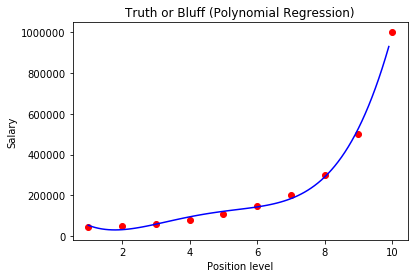 Truth or Bluff (Polynomial Regression)
1000000
800000
600000
400000
200000
0
Salary
2 4 6 8 10
Position level